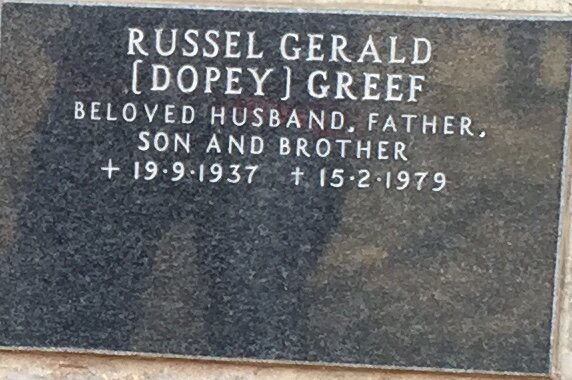 RUSSEL GERALD
(DOPEY) GREEF
BELOVED HUSBAND, FATHER,
SON AND BROTHER
+ 19·9·1937 † 15·2·1979